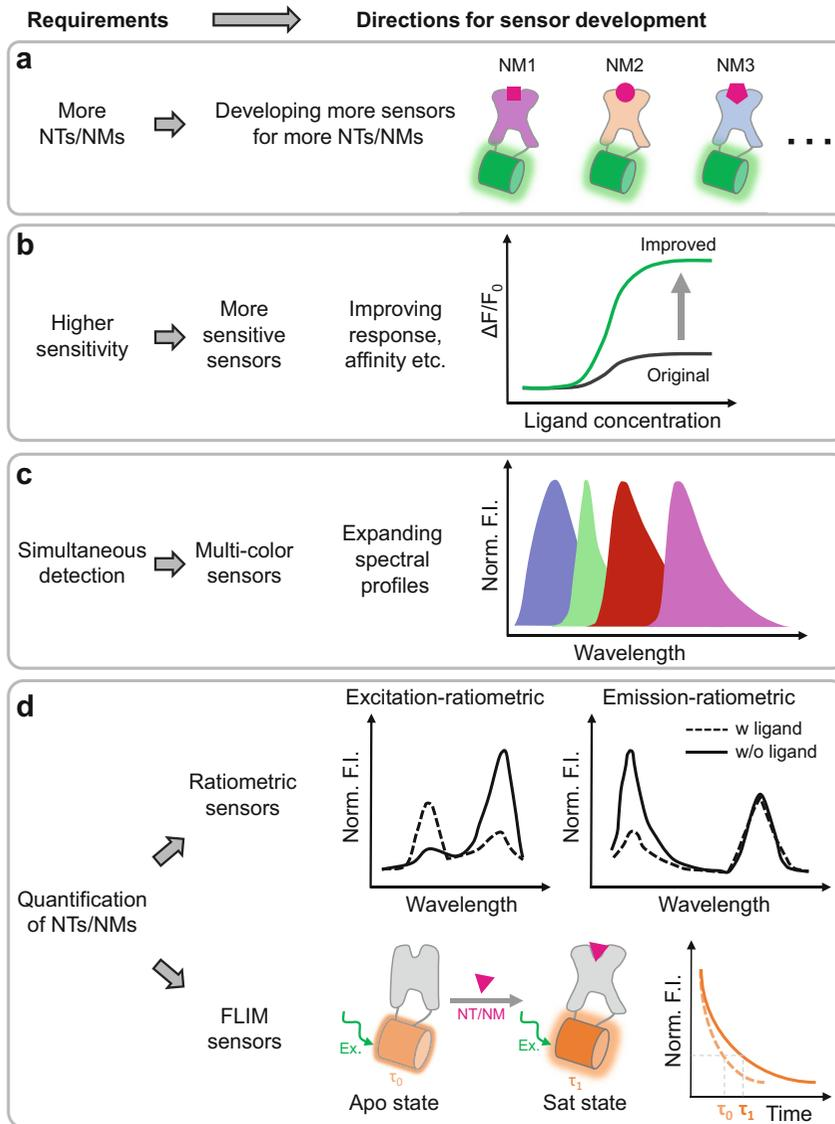 Requirements
Directions for sensor development
a
More
NTs/NMs
Developing more sensors
for more NTs/NMs
NM1
NM2
NM3
...
b
Higher
sensitivity
More
sensitive
sensors
Improving
response,
affinity etc.
ΔF/F₀
Improved
Original
Ligand concentration
c
Simultaneous
detection
Multi-color
sensors
Expanding
spectral
profiles
Norm. F.I.
Wavelength
d
Quantification
of NTs/NMs
Ratiometric
sensors
Excitation-ratiometric
Norm. F.I.
Wavelength
Emission-ratiometric
w ligand
w/o ligand
Norm. F.I.
Wavelength
FLIM
sensors
Ex.
τ₀
Apo state
NT/NM
Ex.
τ₁
Sat state
Norm. F.I.
τ₀ τ₁ Time